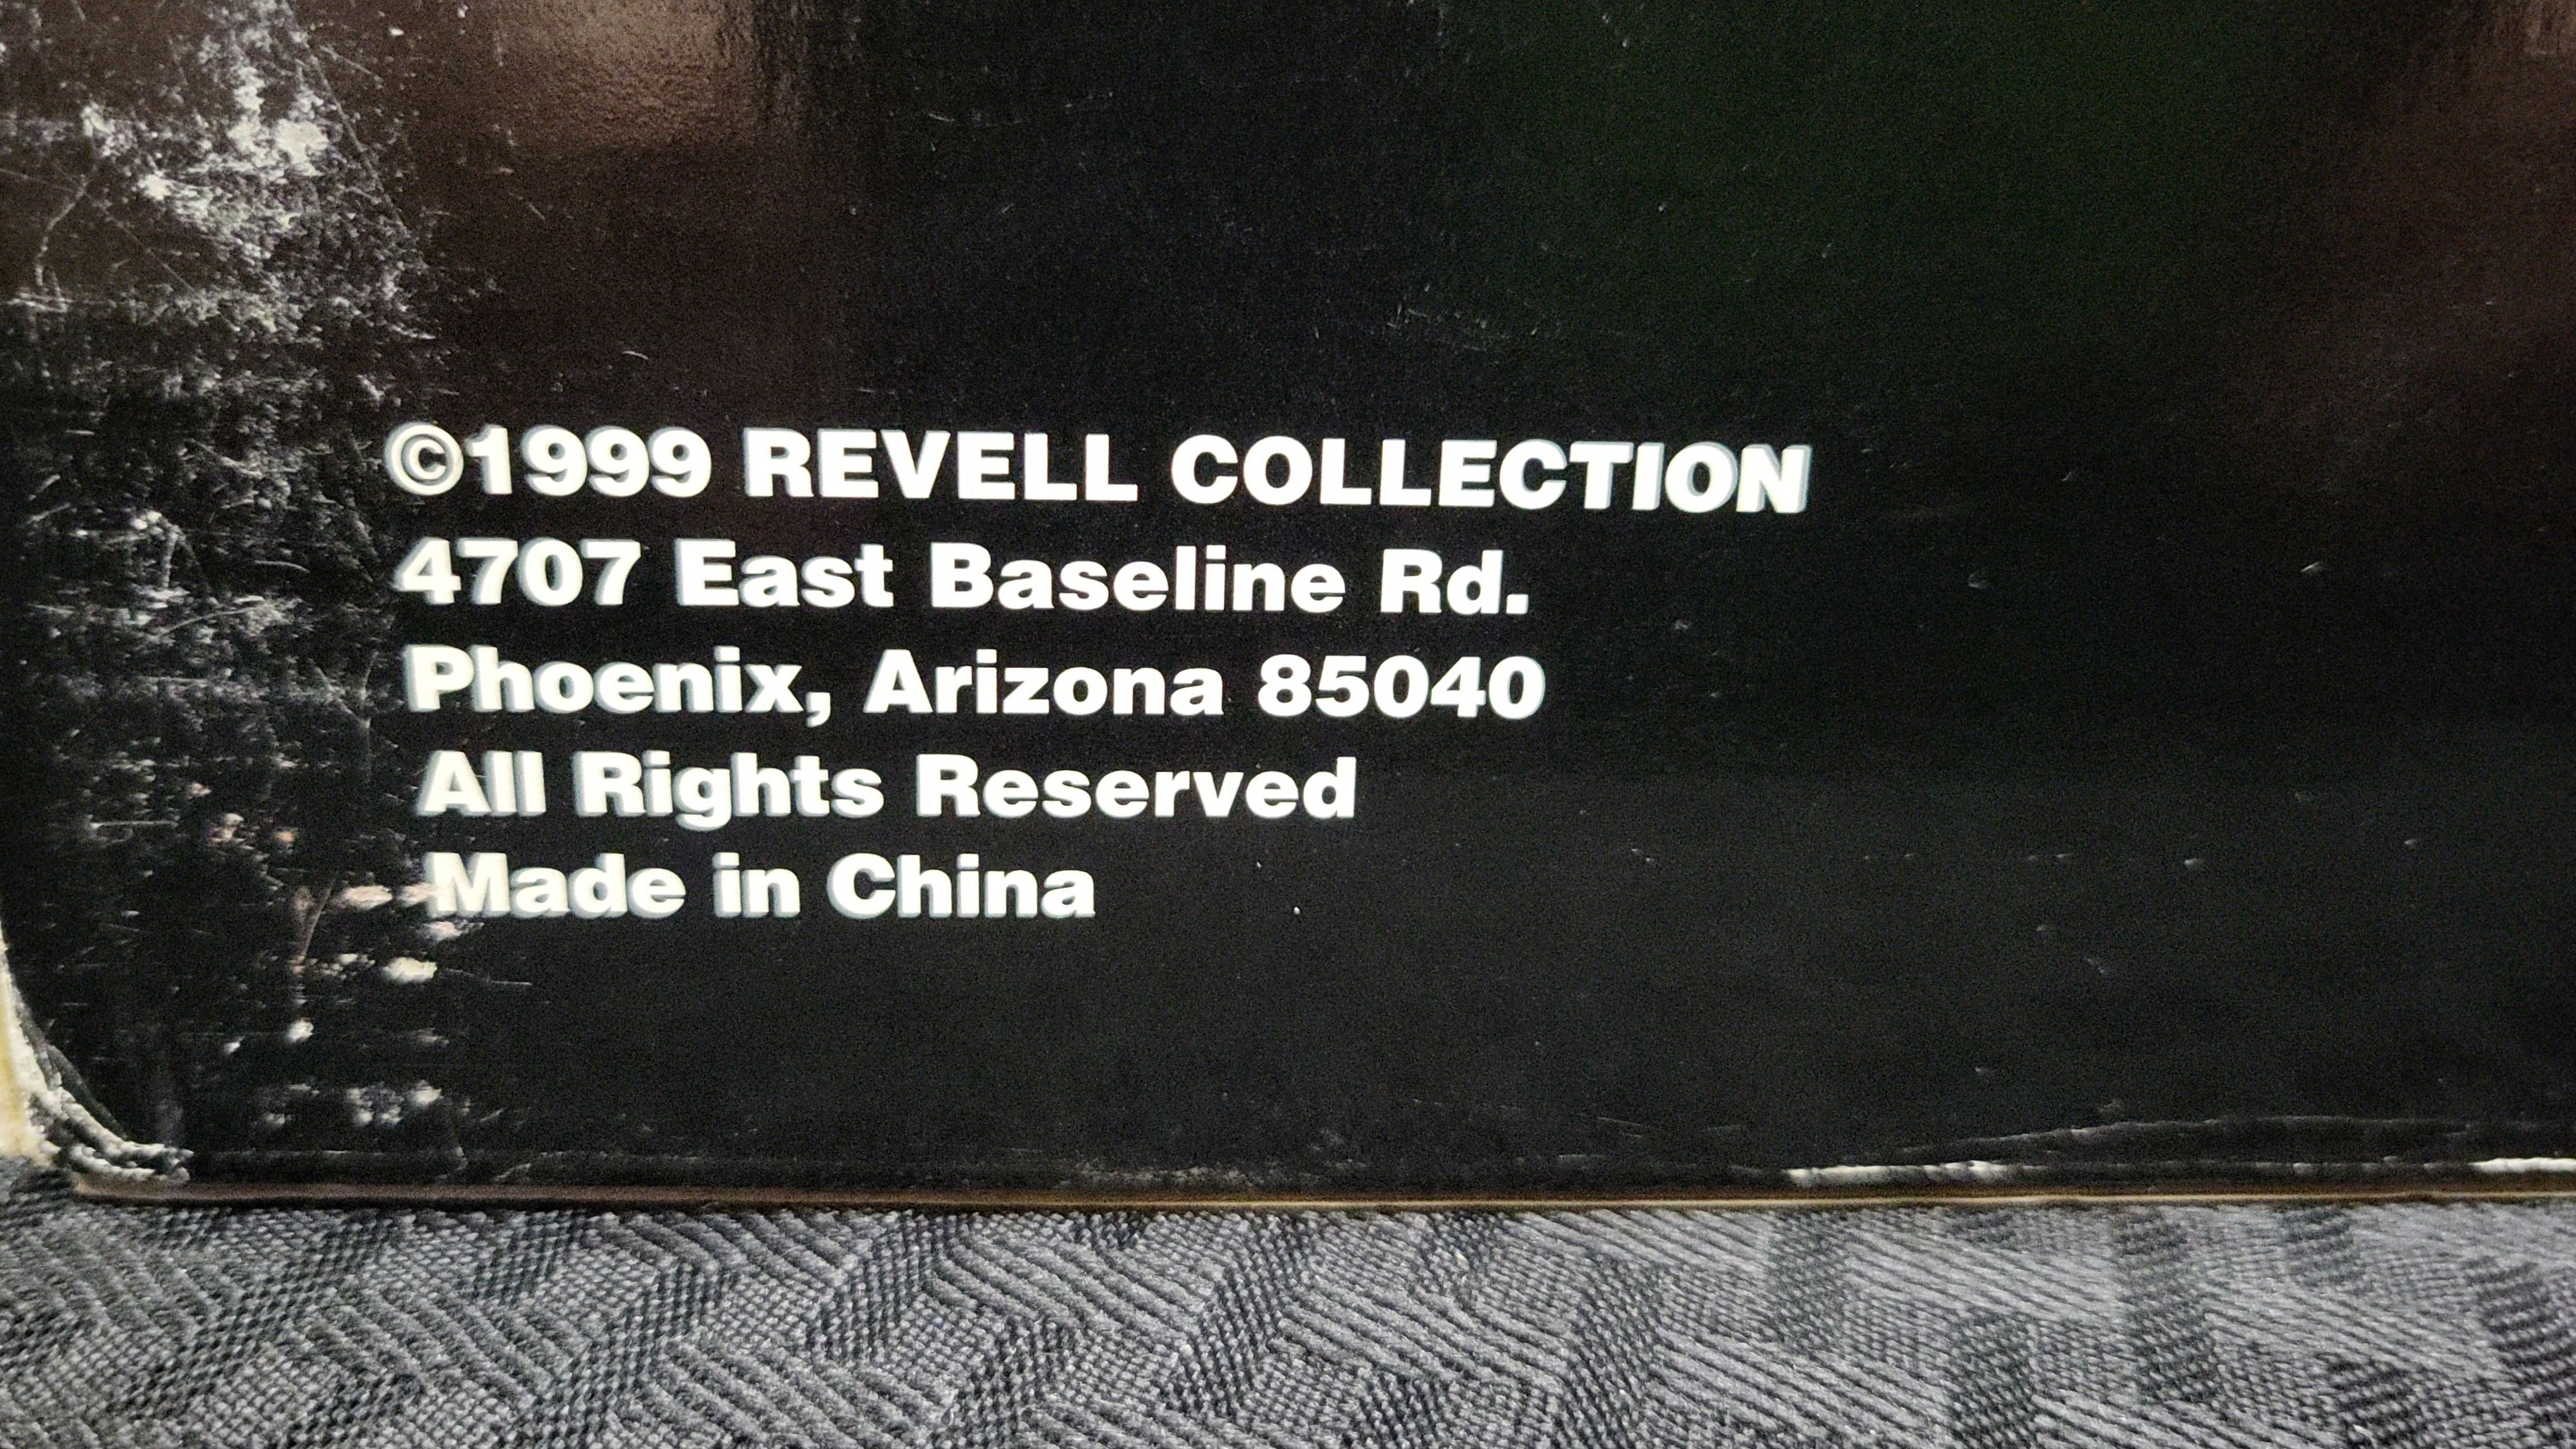 ©1999 REVELL COLLECTION
4707 East Baseline Rd.
Phoenix, Arizona 85040
All Rights Reserved
Made in China